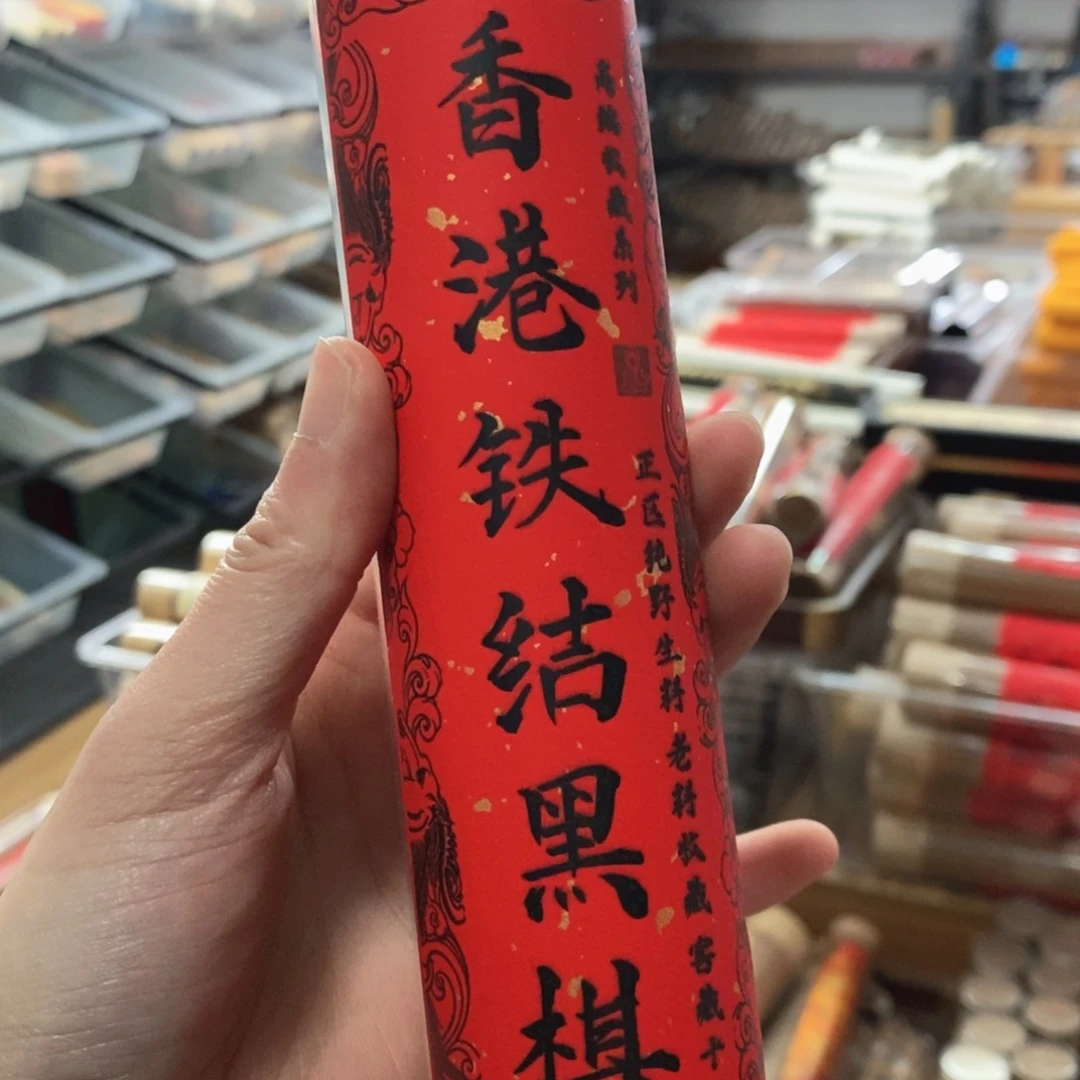 高端收藏系列
正区纯野生料 老料收藏窖藏十
香港铁结黑棋